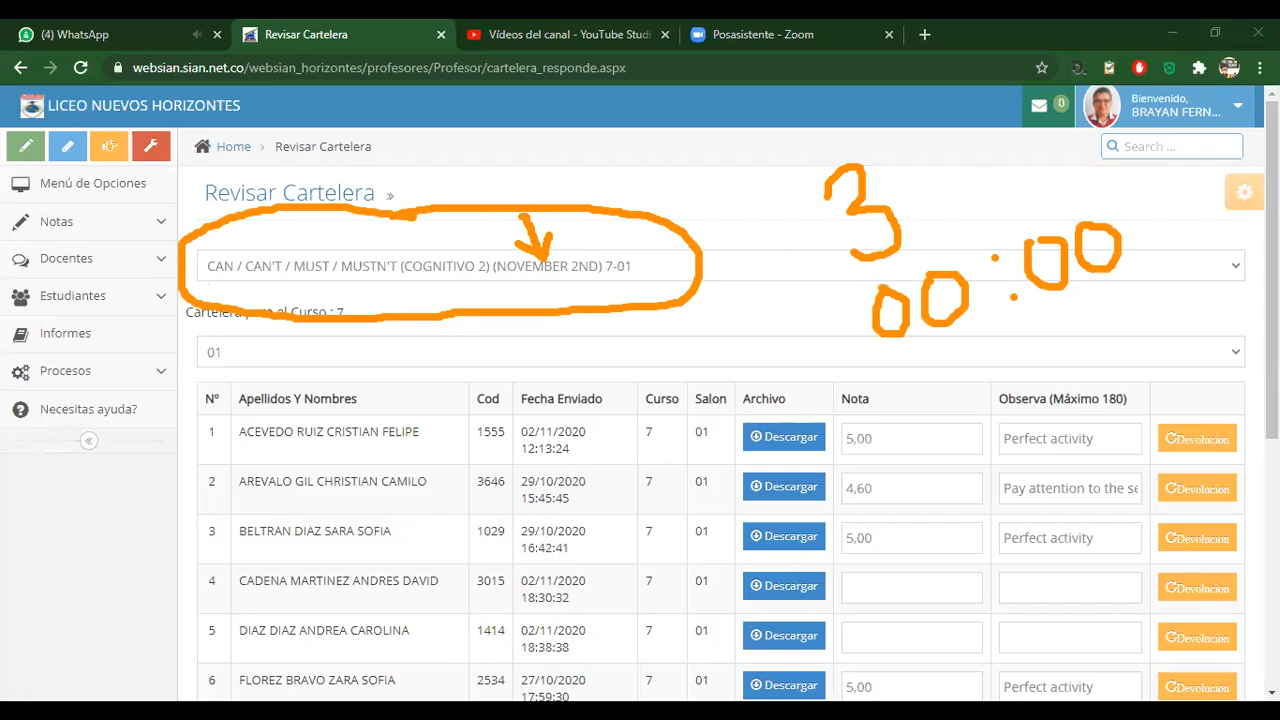 (4) WhatsApp
Revisar Cartelera
Vídeos del canal - YouTube Studi
Posasistente - Zoom
websian.sian.net.co/websian_horizontes/profesores/Profesor/cartelera_responde.aspx
LICEO NUEVOS HORIZONTES
0
Bienvenido,
BRAYAN FERN...
Home > Revisar Cartelera
Search ...
Menú de Opciones
Notas
Docentes
Estudiantes
Informes
Procesos
Necesitas ayuda?
Revisar Cartelera »
3
00:00
CAN / CAN'T / MUST / MUSTN'T (COGNITIVO 2) (NOVEMBER 2ND) 7-01
Cartelera para el Curso : 7
01
Nº Apellidos Y Nombres Cod Fecha Enviado Curso Salon Archivo Nota Observa (Máximo 180)
1 ACEVEDO RUIZ CRISTIAN FELIPE 1555 02/11/2020 7 01 Descargar 5,00 Perfect activity Devolucion
12:13:24
2 AREVALO GIL CHRISTIAN CAMILO 3646 29/10/2020 7 01 Descargar 4,60 Pay attention to the se Devolucion
15:45:45
3 BELTRAN DIAZ SARA SOFIA 1029 29/10/2020 7 01 Descargar 5,00 Perfect activity Devolucion
16:42:41
4 CADENA MARTINEZ ANDRES DAVID 3015 02/11/2020 7 01 Descargar Devolucion
18:30:32
5 DIAZ DIAZ ANDREA CAROLINA 1414 02/11/2020 7 01 Descargar Devolucion
18:38:38
6 FLOREZ BRAVO ZARA SOFIA 2534 27/10/2020 7 01 Descargar 5,00 Perfect activity Devolucion
17:59:30